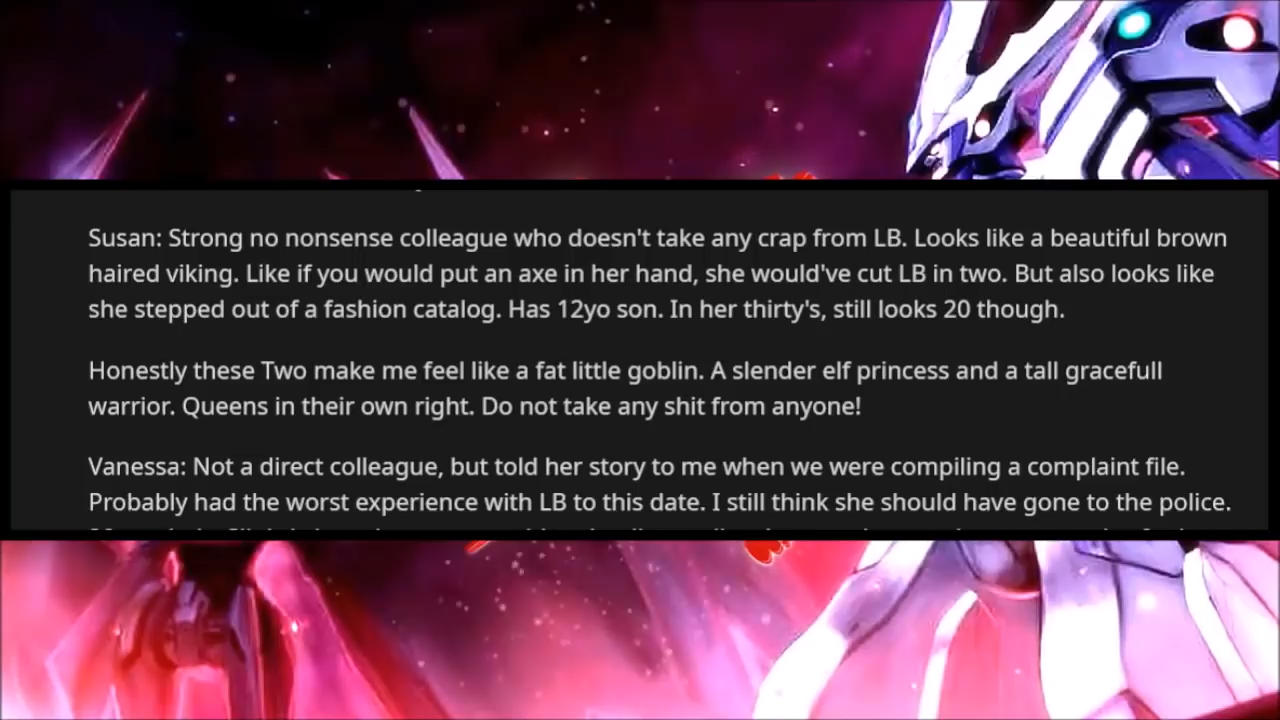 Susan: Strong no nonsense colleague who doesn't take any crap from LB. Looks like a beautiful brown
haired viking. Like if you would put an axe in her hand, she would've cut LB in two. But also looks like
she stepped out of a fashion catalog. Has 12yo son. In her thirty's, still looks 20 though.
Honestly these Two make me feel like a fat little goblin. A slender elf princess and a tall gracefull
warrior. Queens in their own right. Do not take any shit from anyone!
Vanessa: Not a direct colleague, but told her story to me when we were compiling a complaint file.
Probably had the worst experience with LB to this date. I still think she should have gone to the police.